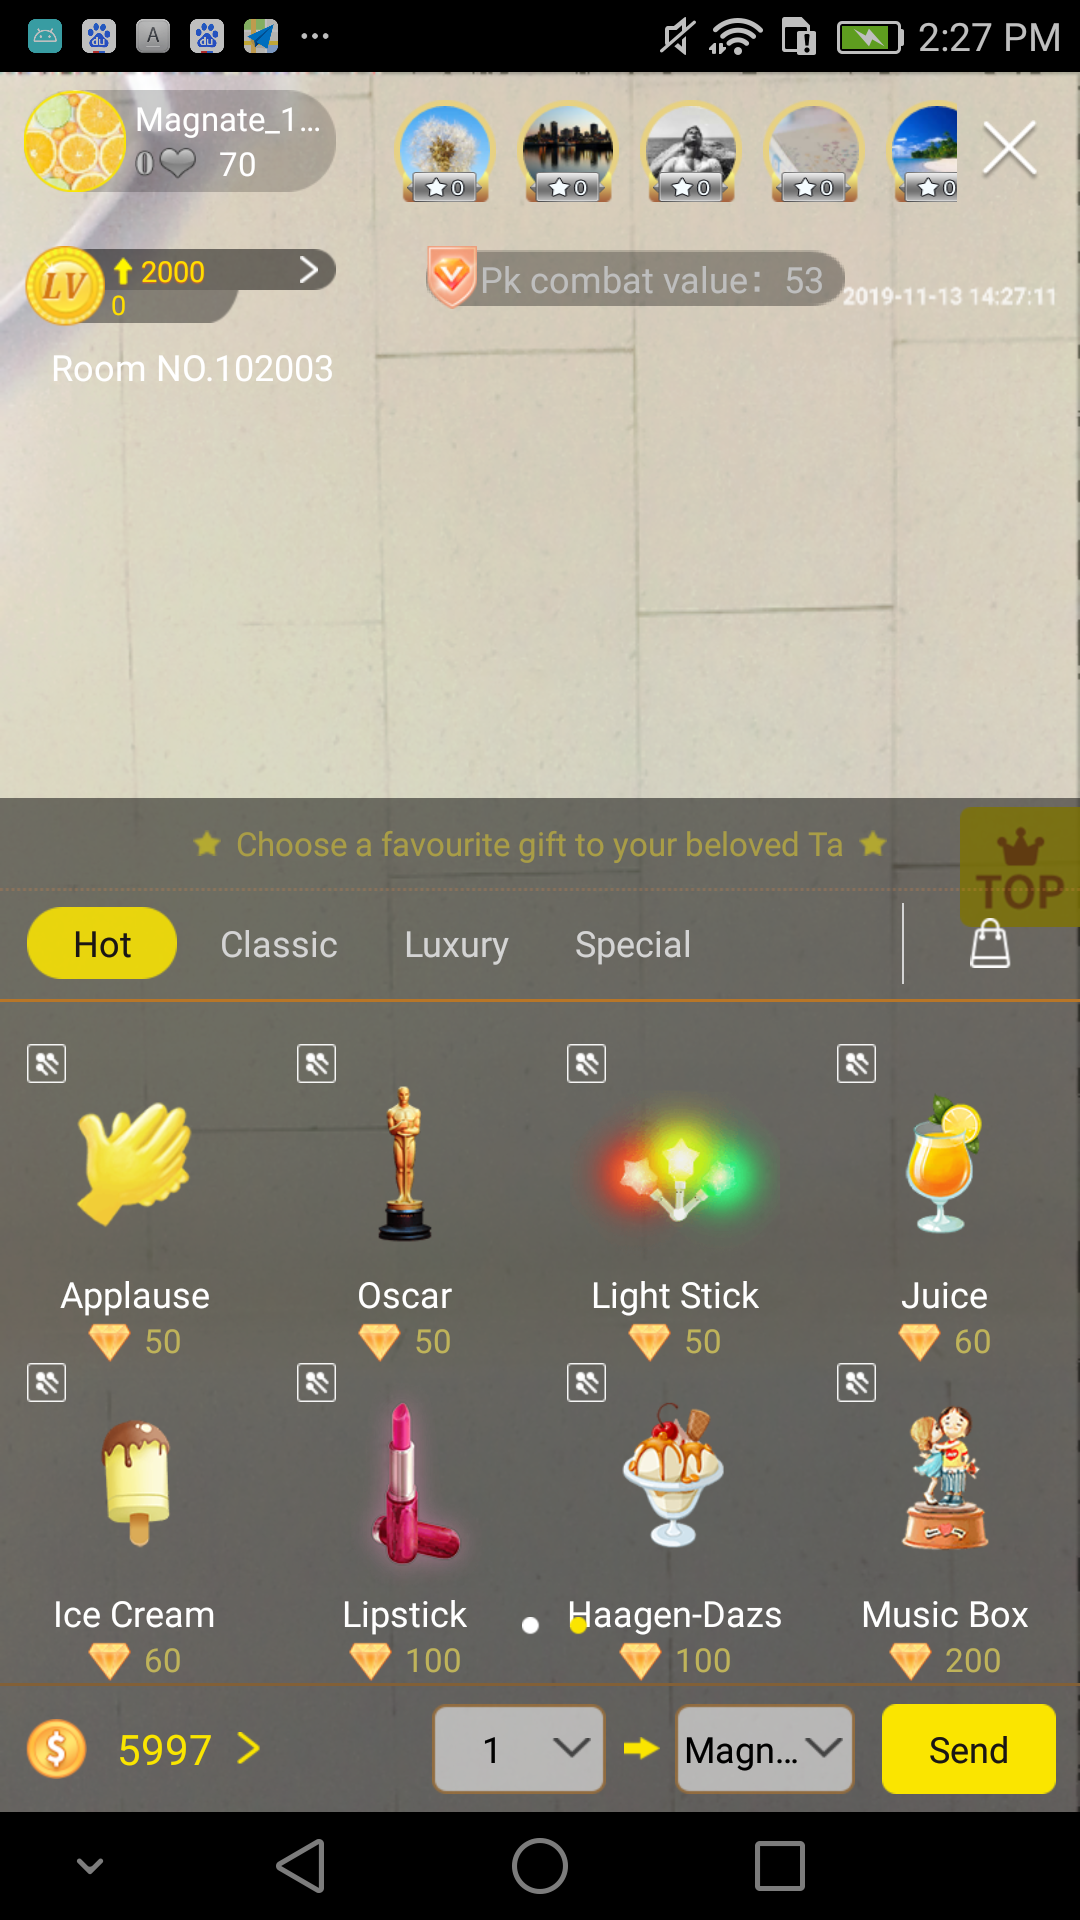 2:27 PM
Magnate_1...
0 70
0
0
0
0
0
LV
2000
0
Pk combat value: 53
2019-11-13 14:27:11
Room NO.102003
Choose a favourite gift to your beloved Ta
TOP
Hot
Classic
Luxury
Special
Applause
Oscar
Light Stick
Juice
50
50
50
60
Ice Cream
Lipstick
Haagen-Dazs
Music Box
60
100
100
200
5997
1
Magn...
Send